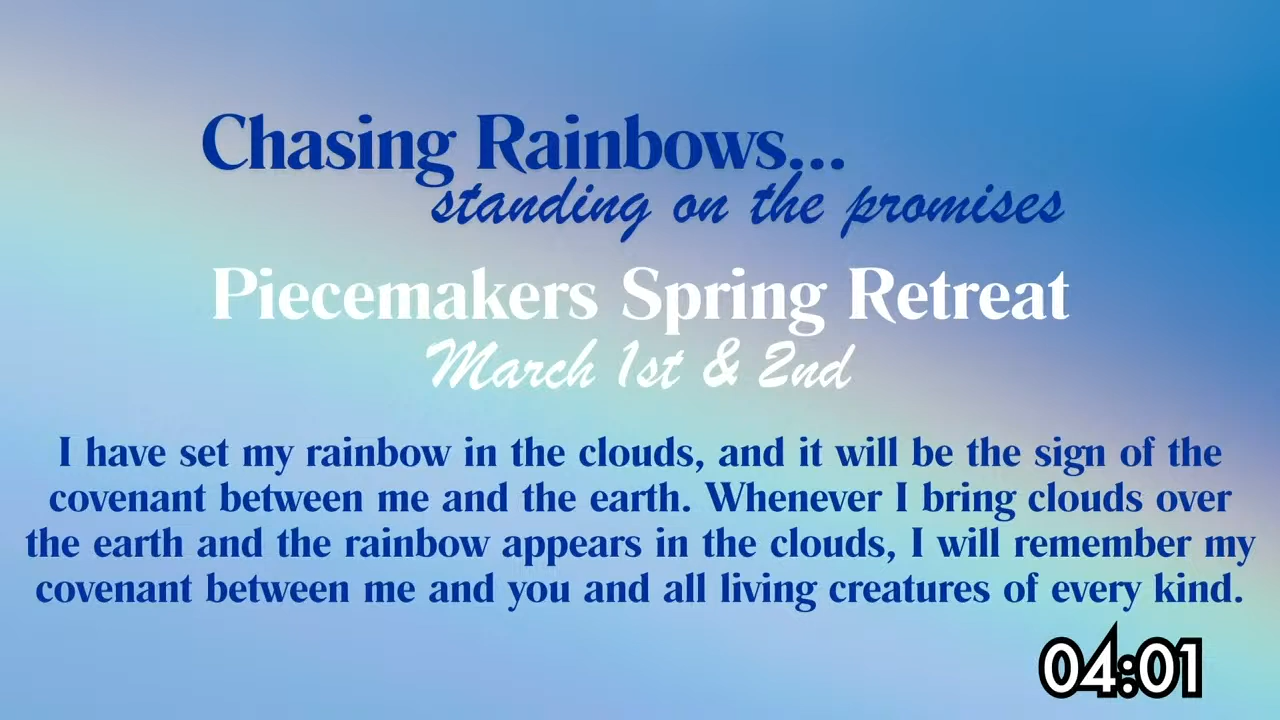 Chasing Rainbows...
standing on the promises
Piecemakers Spring Retreat
March 1st & 2nd
I have set my rainbow in the clouds, and it will be the sign of the
covenant between me and the earth. Whenever I bring clouds over
the earth and the rainbow appears in the clouds, I will remember my
covenant between me and you and all living creatures of every kind.
04:01